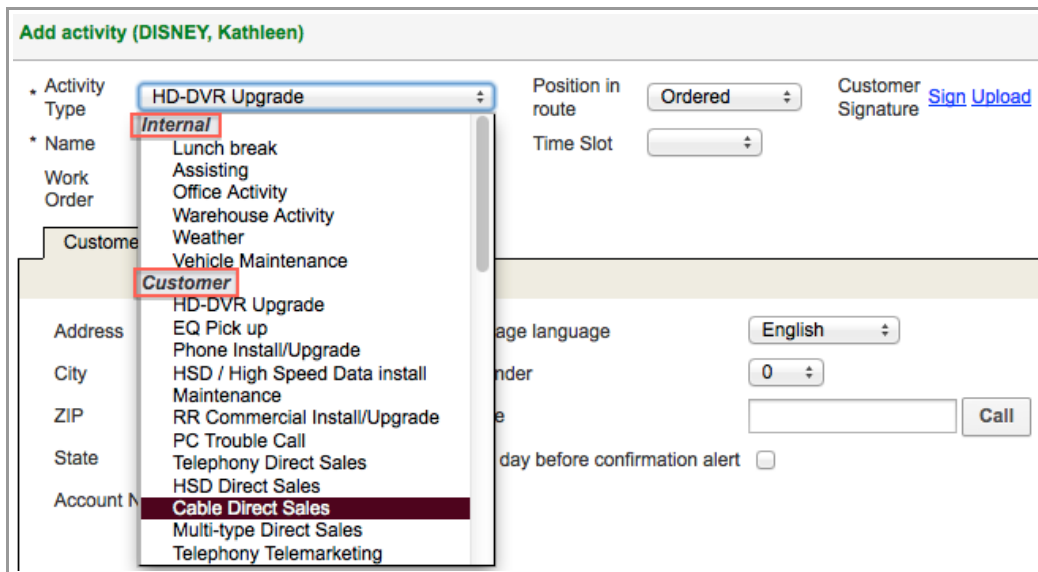 Add activity (DISNEY, Kathleen)
* Activity Type HD-DVR Upgrade Position in route Ordered Customer Signature Sign Upload
* Name Time Slot
Work Order
Custome
Internal
Lunch break
Assisting
Office Activity
Warehouse Activity
Weather
Vehicle Maintenance
Customer
HD-DVR Upgrade
EQ Pick up
Phone Install/Upgrade
HSD / High Speed Data install
Maintenance
RR Commercial Install/Upgrade
PC Trouble Call
Telephony Direct Sales
HSD Direct Sales
Cable Direct Sales
Multi-type Direct Sales
Telephony Telemarketing
Address age language English
City nder 0
ZIP e Call
State day before confirmation alert
Account N